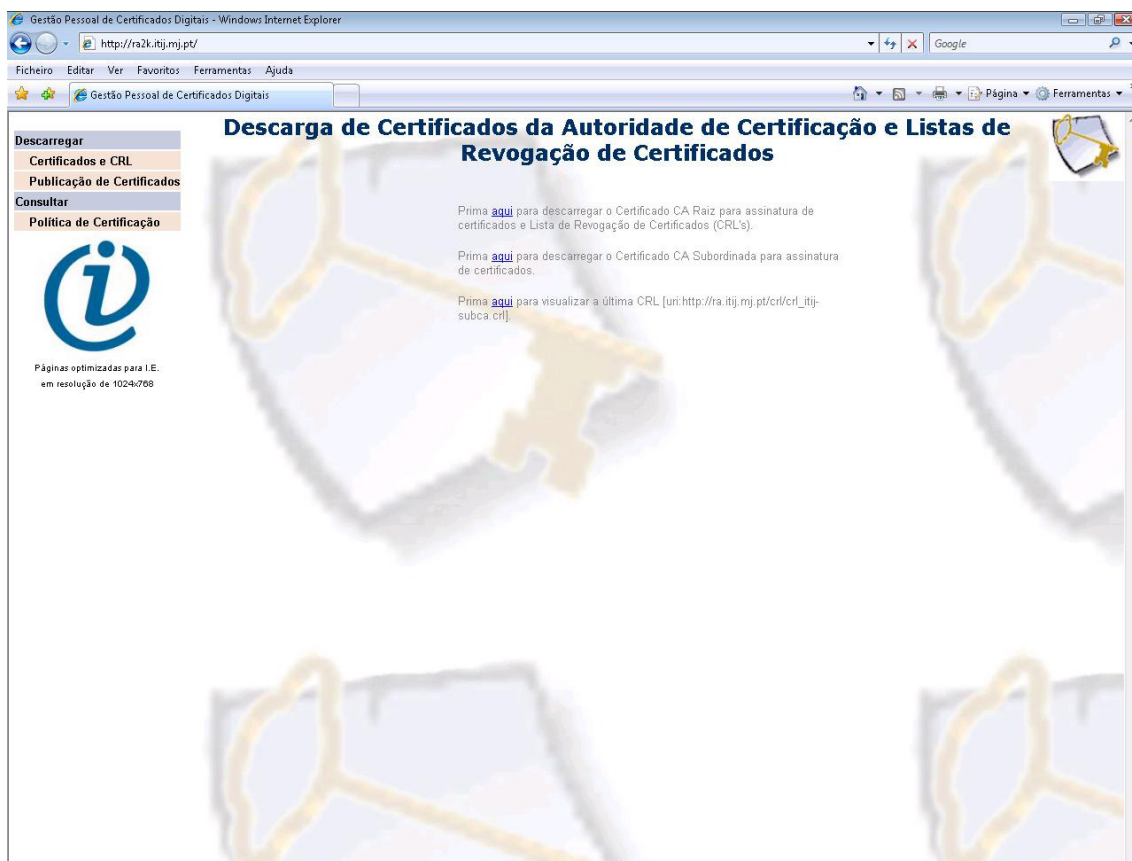 Gestão Pessoal de Certificados Digitais - Windows Internet Explorer
http://ra2k.itij.mj.pt/
Google
Ficheiro Editar Ver Favoritos Ferramentas Ajuda
Gestão Pessoal de Certificados Digitais
Página Ferramentas
Descarregar
Certificados e CRL
Publicação de Certificados
Consultar
Política de Certificação
i
Páginas optimizadas para I.E.
em resolução de 1024x768
Descarga de Certificados da Autoridade de Certificação e Listas de
Revogação de Certificados
Prima aqui para descarregar o Certificado CA Raiz para assinatura de
certificados e Lista de Revogação de Certificados (CRL's).
Prima aqui para descarregar o Certificado CA Subordinada para assinatura
de certificados.
Prima aqui para visualizar a última CRL [uri:http://ra.itij.mj.pt/crl/crl_itij-
subca.crl].